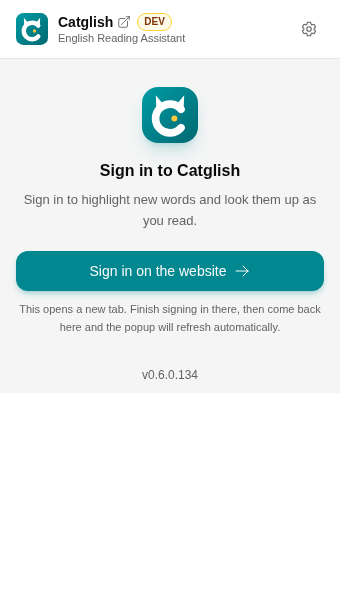 Catglish DEV
English Reading Assistant
Sign in to Catglish
Sign in to highlight new words and look them up as
you read.
Sign in on the website
This opens a new tab. Finish signing in there, then come back
here and the popup will refresh automatically.
v0.6.0.134